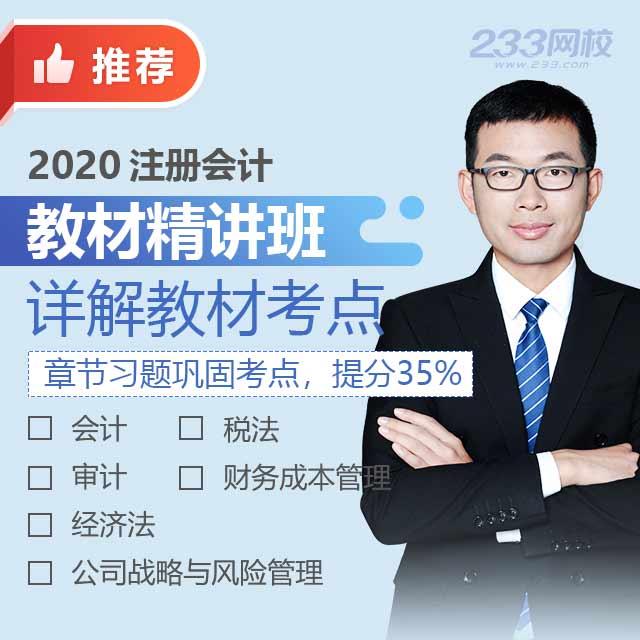 推荐
233网校
www.233.com
2020 注册会计
教材精讲班
详解教材考点
章节习题巩固考点，提分35%
会计 税法
审计 财务成本管理
经济法
公司战略与风险管理